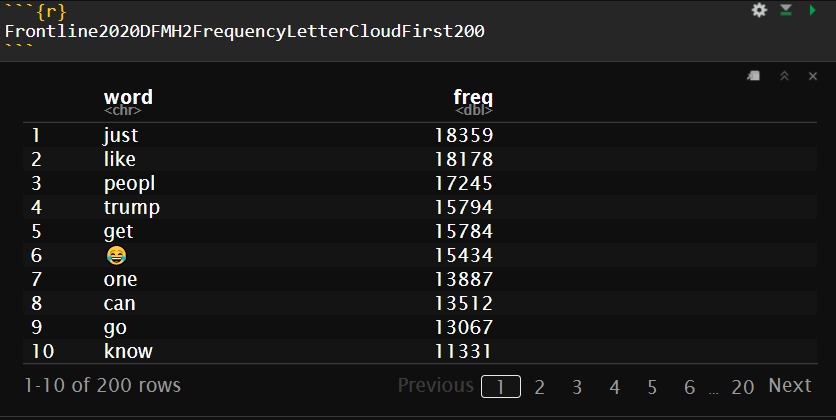 ```{r}
Frontline2020DFMH2FrequencyLetterCloudFirst200
```
word freq
<chr> <dbl>
1 just 18359
2 like 18178
3 peopl 17245
4 trump 15794
5 get 15784
6 😂 15434
7 one 13887
8 can 13512
9 go 13067
10 know 11331
1-10 of 200 rows Previous 1 2 3 4 5 6 ... 20 Next